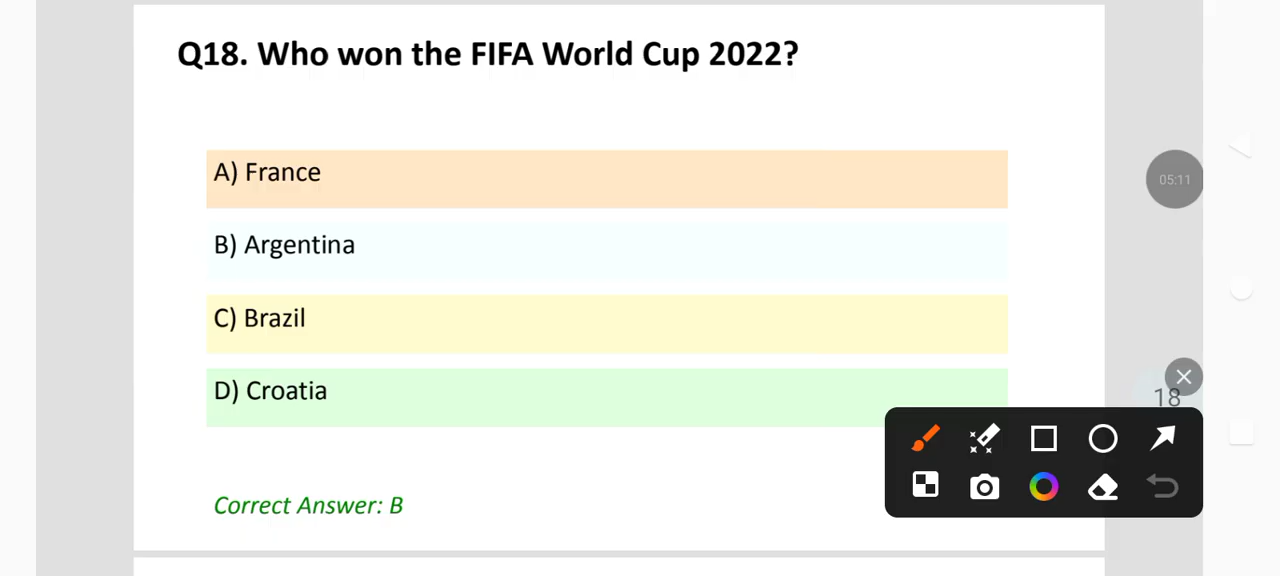 Q18. Who won the FIFA World Cup 2022?
A) France
05:11
B) Argentina
C) Brazil
D) Croatia
18
Correct Answer: B